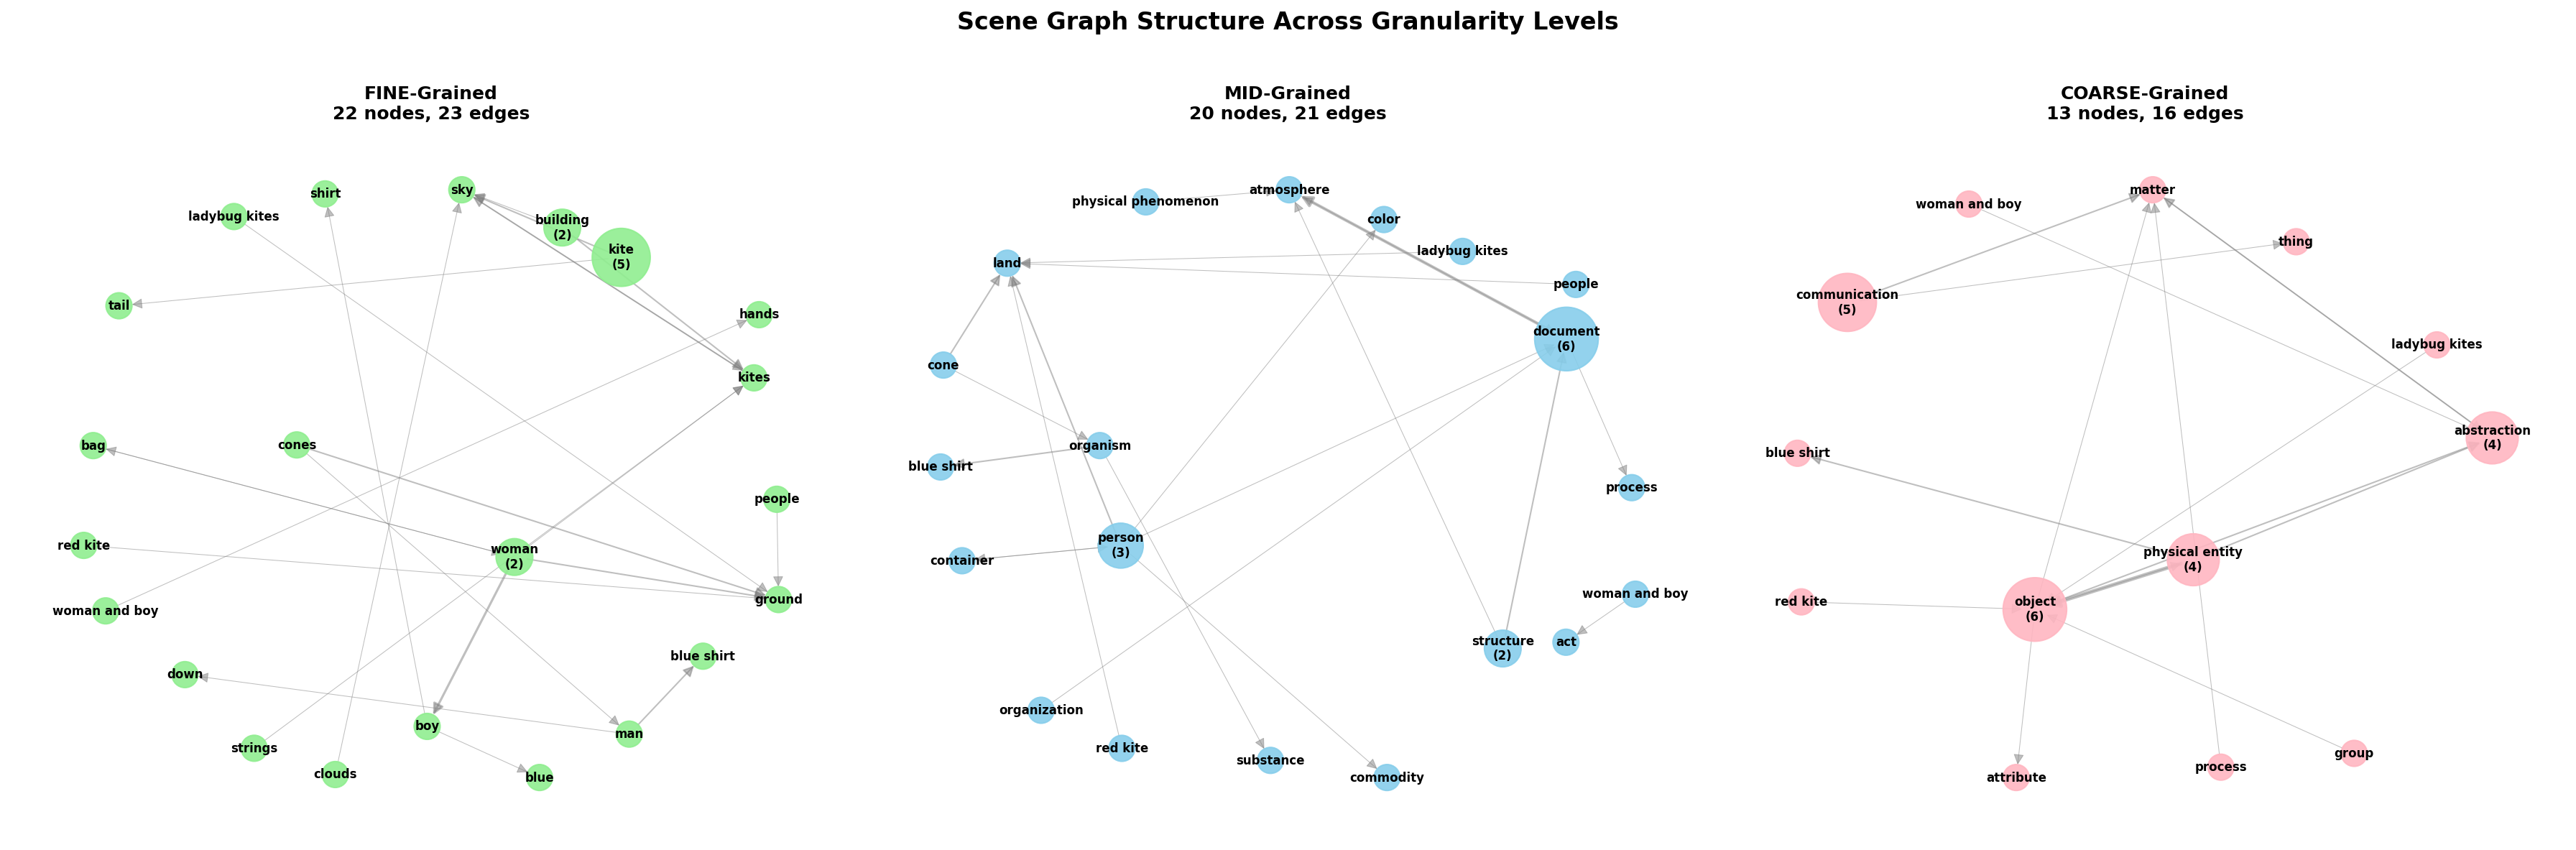 Scene Graph Structure Across Granularity Levels
FINE-Grained
22 nodes, 23 edges
shirt
sky
ladybug kites
building
(2)
kite
(5)
tail
hands
kites
bag
cones
people
red kite
woman
(2)
ground
woman and boy
blue shirt
down
boy
man
strings
clouds
blue
MID-Grained
20 nodes, 21 edges
atmosphere
physical phenomenon
color
ladybug kites
land
people
document
(6)
cone
organism
blue shirt
process
person
(3)
container
woman and boy
structure
(2)
act
organization
red kite
substance
commodity
COARSE-Grained
13 nodes, 16 edges
matter
woman and boy
thing
communication
(5)
ladybug kites
abstraction
(4)
blue shirt
physical entity
(4)
red kite
object
(6)
group
process
attribute